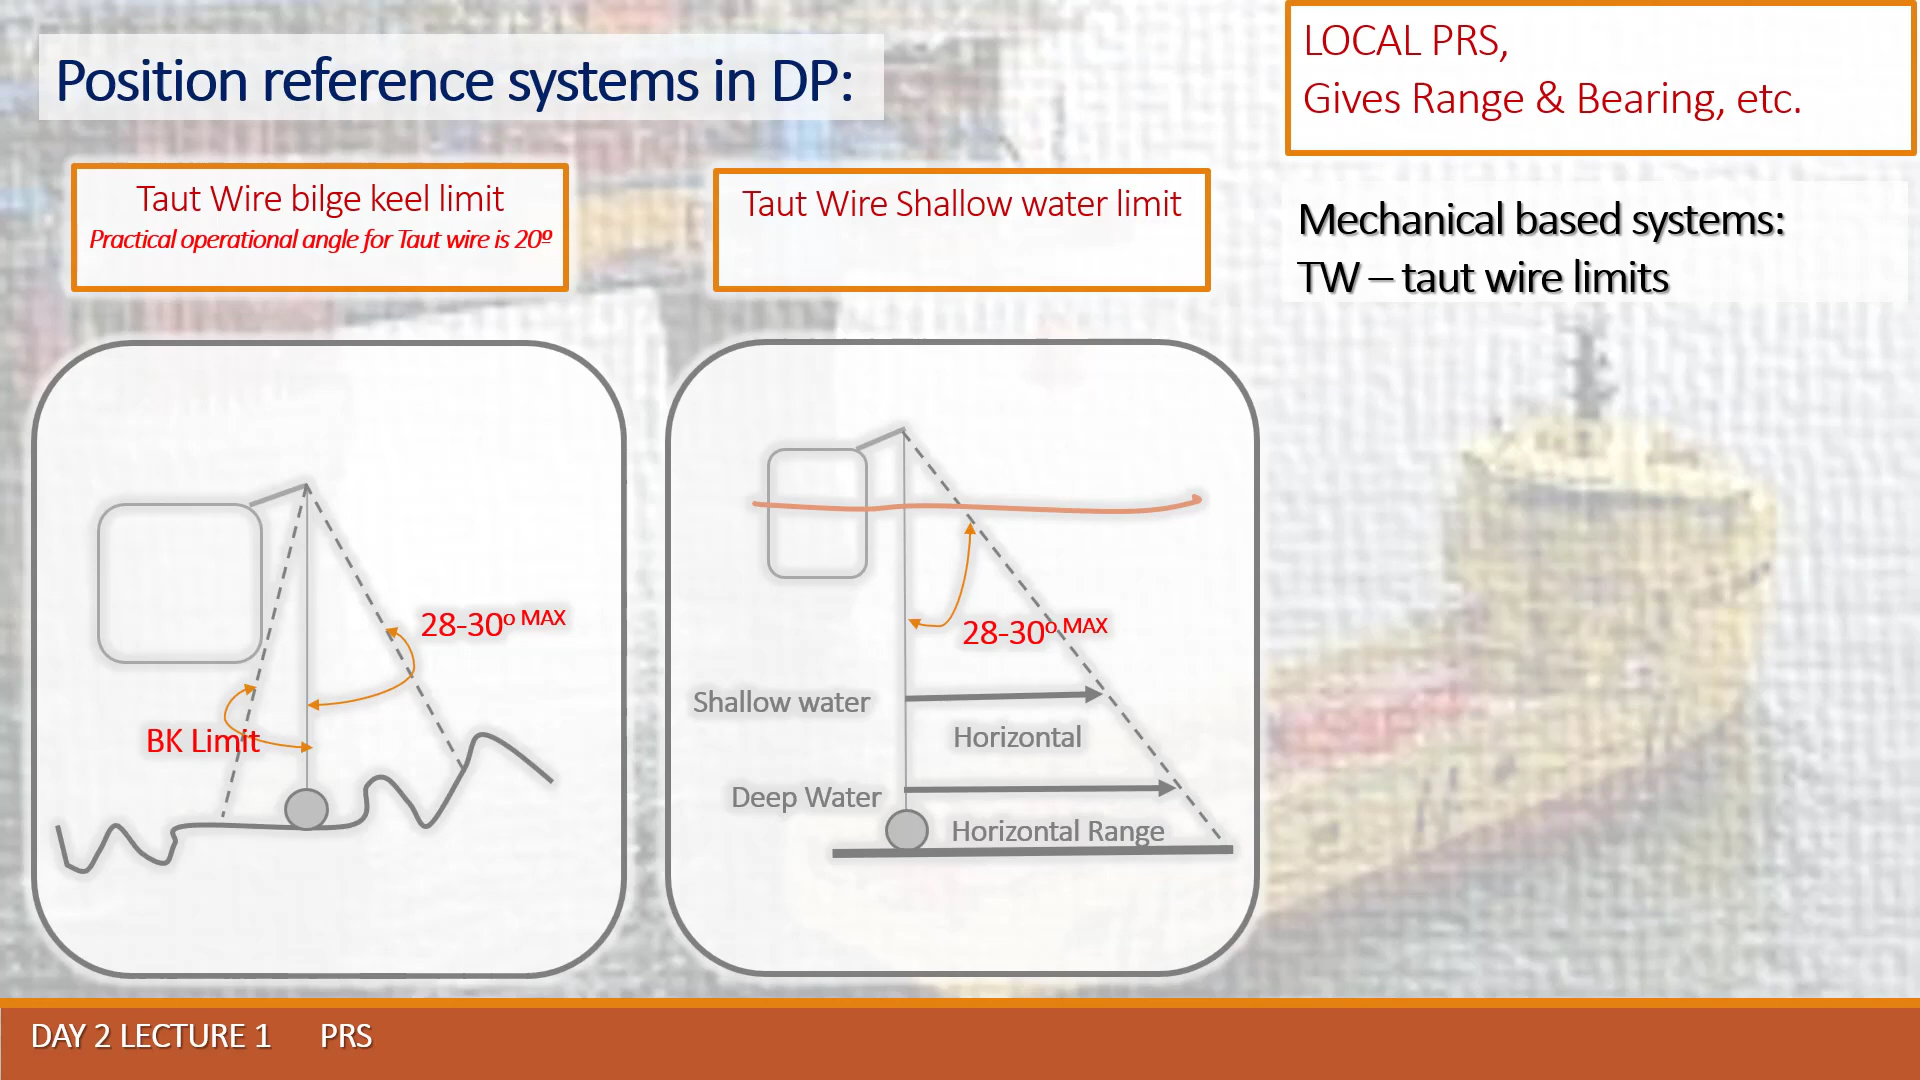 Position reference systems in DP:
LOCAL PRS,
Gives Range & Bearing, etc.
Taut Wire bilge keel limit
Practical operational angle for Taut wire is 20º
Taut Wire Shallow water limit
Mechanical based systems:
TW – taut wire limits
28-30º MAX
BK Limit
28-30º MAX
Shallow water
Horizontal
Deep Water
Horizontal Range
DAY 2 LECTURE 1 PRS